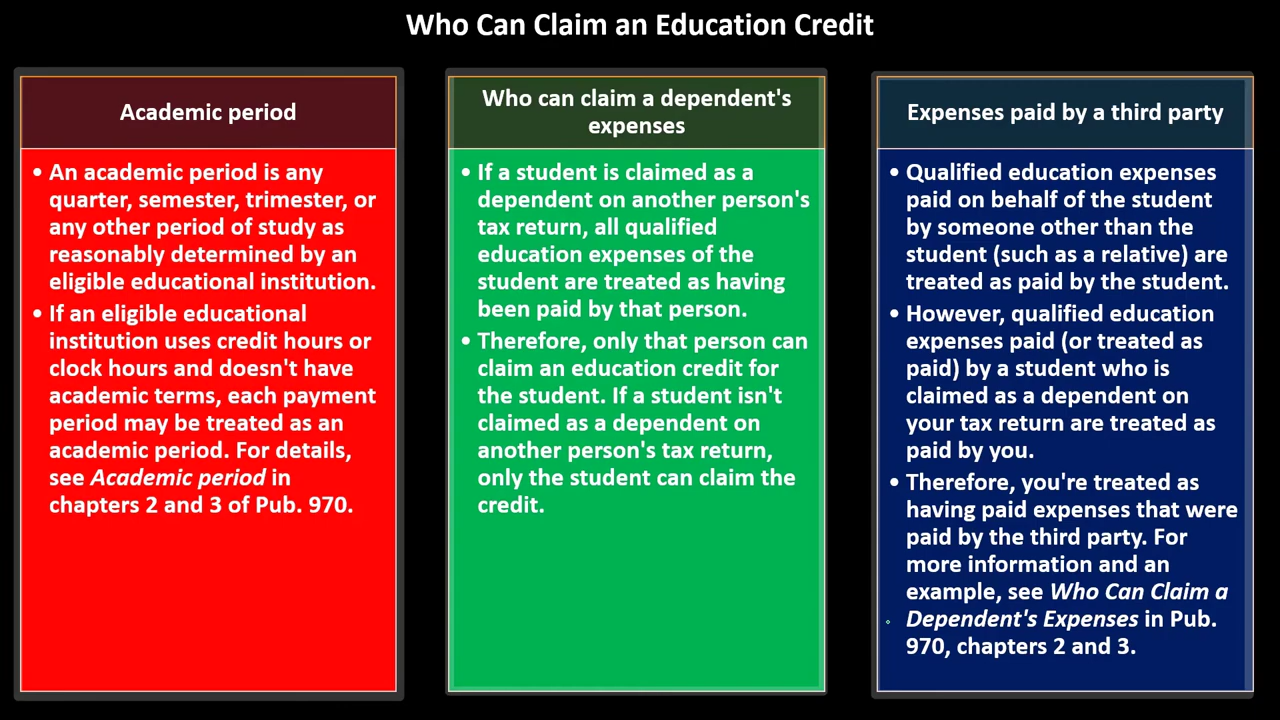 Who Can Claim an Education Credit
Academic period
• An academic period is any
quarter, semester, trimester, or
any other period of study as
reasonably determined by an
eligible educational institution.
• If an eligible educational
institution uses credit hours or
clock hours and doesn't have
academic terms, each payment
period may be treated as an
academic period. For details,
see Academic period in
chapters 2 and 3 of Pub. 970.
Who can claim a dependent's
expenses
• If a student is claimed as a
dependent on another person's
tax return, all qualified
education expenses of the
student are treated as having
been paid by that person.
• Therefore, only that person can
claim an education credit for
the student. If a student isn't
claimed as a dependent on
another person's tax return,
only the student can claim the
credit.
Expenses paid by a third party
• Qualified education expenses
paid on behalf of the student
by someone other than the
student (such as a relative) are
treated as paid by the student.
• However, qualified education
expenses paid (or treated as
paid) by a student who is
claimed as a dependent on
your tax return are treated as
paid by you.
• Therefore, you're treated as
having paid expenses that were
paid by the third party. For
more information and an
example, see Who Can Claim a
Dependent's Expenses in Pub.
970, chapters 2 and 3.